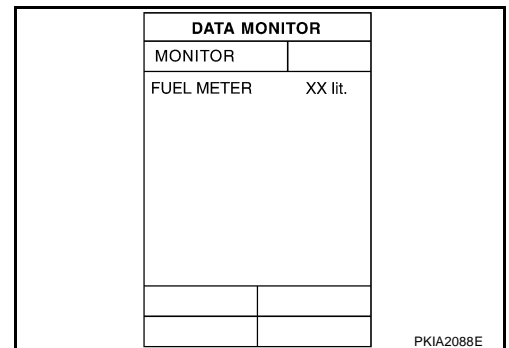 DATA MONITOR
MONITOR
FUEL METER XX lit.
PKIA2088E